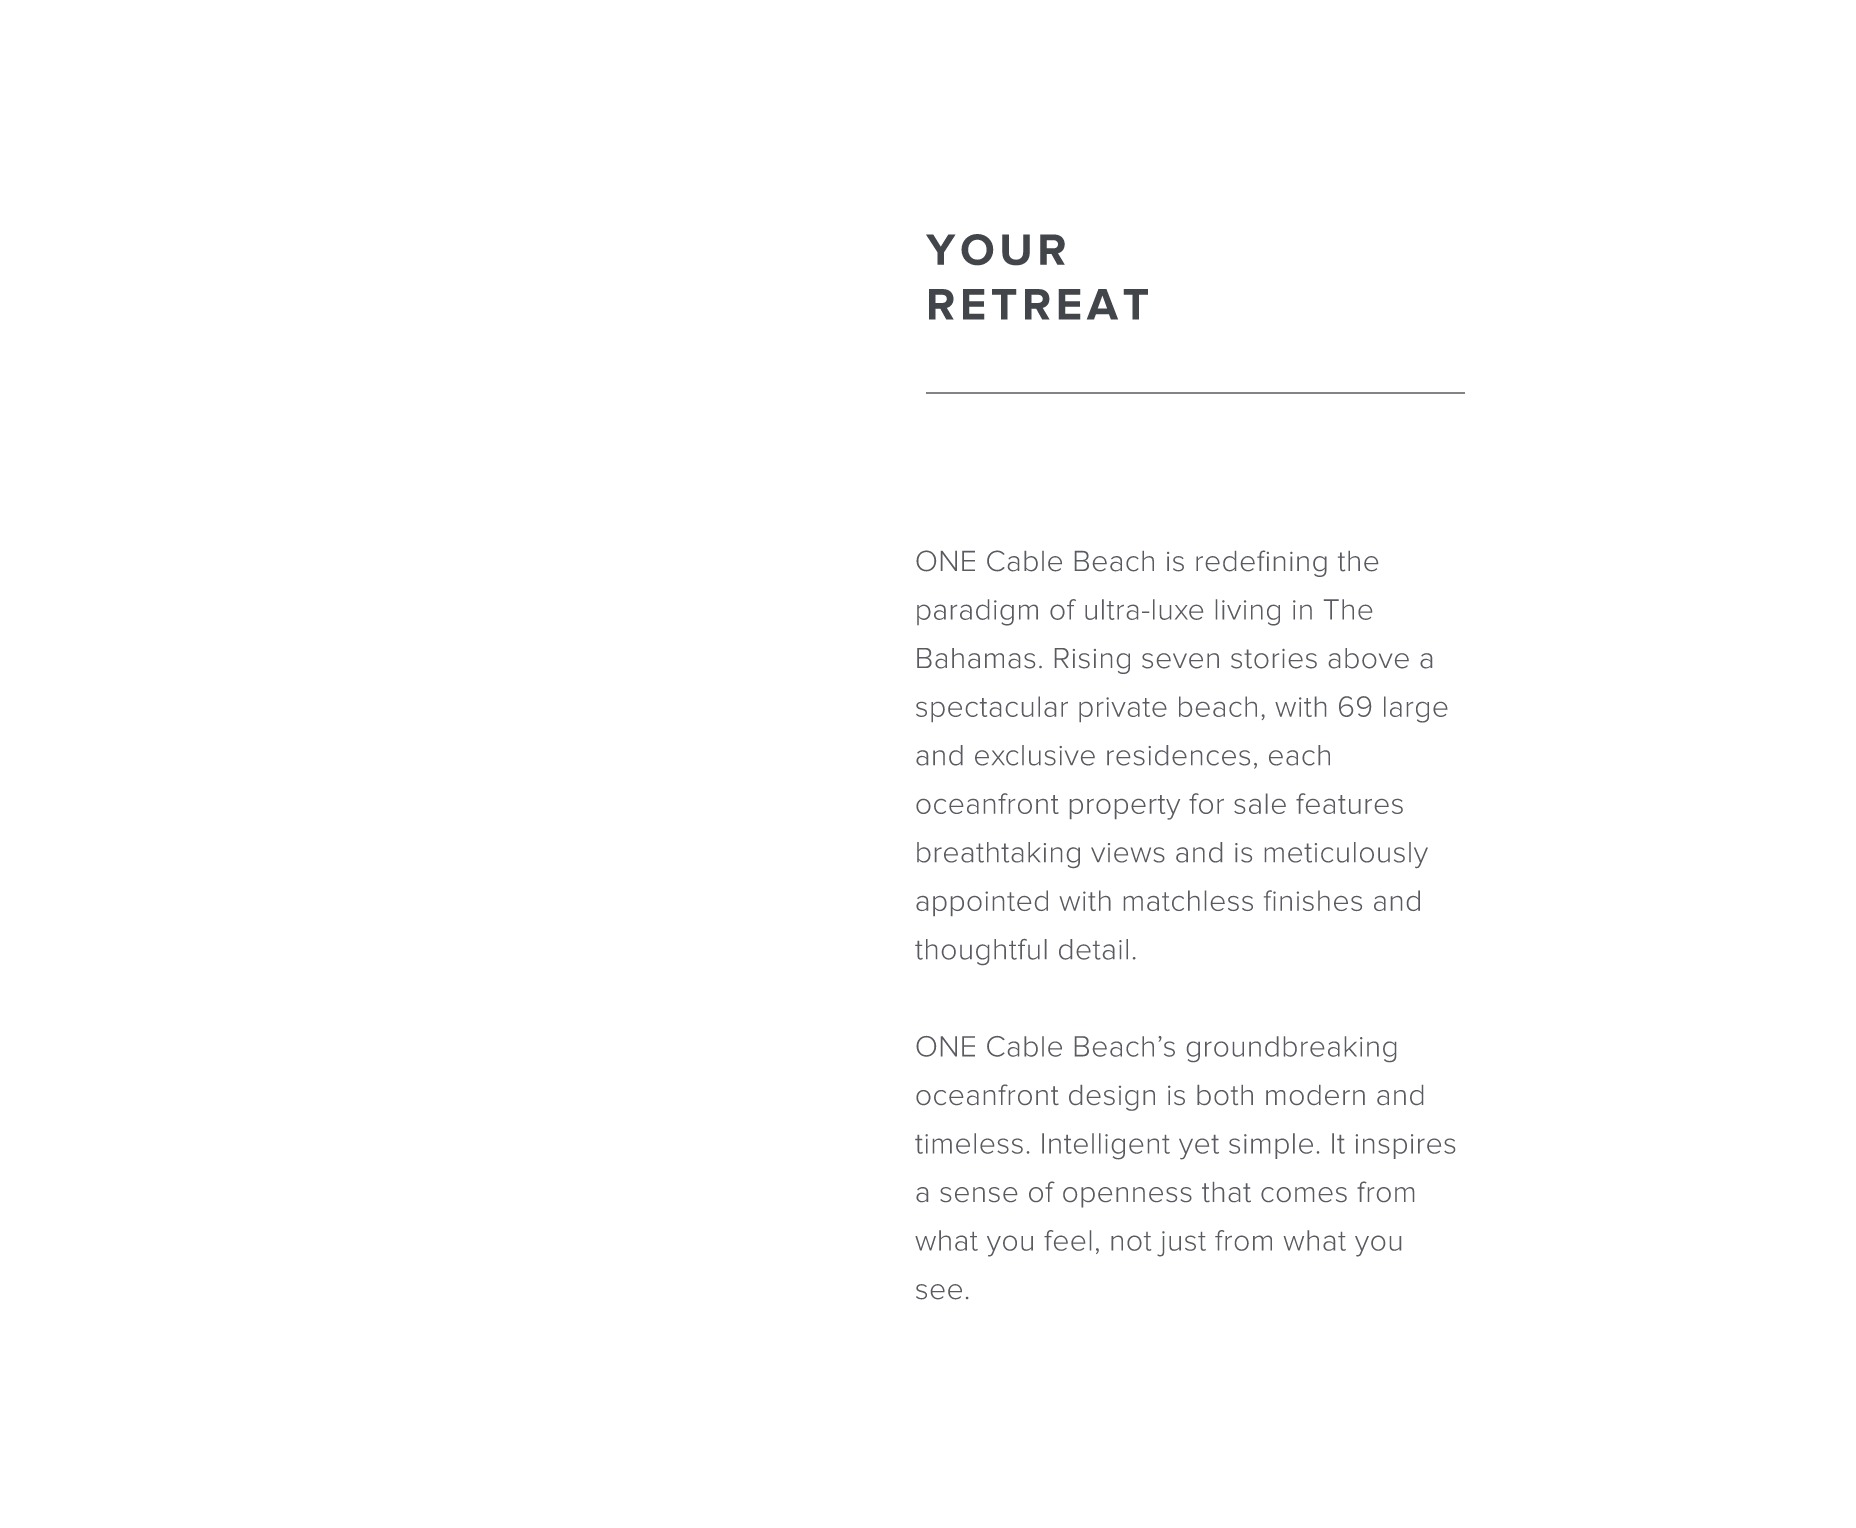 YOUR
RETREAT
ONE Cable Beach is redefining the
paradigm of ultra-luxe living in The
Bahamas. Rising seven stories above a
spectacular private beach, with 69 large
and exclusive residences, each
oceanfront property for sale features
breathtaking views and is meticulously
appointed with matchless finishes and
thoughtful detail.
ONE Cable Beach’s groundbreaking
oceanfront design is both modern and
timeless. Intelligent yet simple. It inspires
a sense of openness that comes from
what you feel, not just from what you
see.